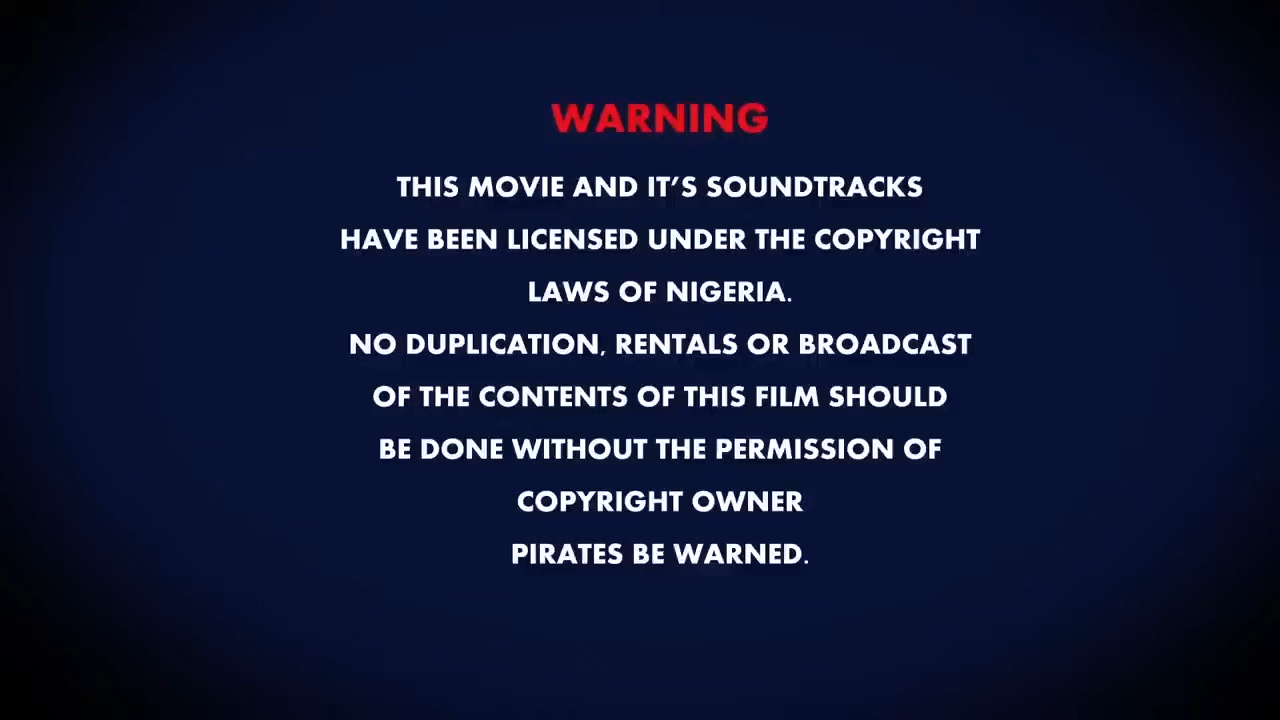 WARNING
THIS MOVIE AND IT'S SOUNDTRACKS
HAVE BEEN LICENSED UNDER THE COPYRIGHT
LAWS OF NIGERIA.
NO DUPLICATION, RENTALS OR BROADCAST
OF THE CONTENTS OF THIS FILM SHOULD
BE DONE WITHOUT THE PERMISSION OF
COPYRIGHT OWNER
PIRATES BE WARNED.